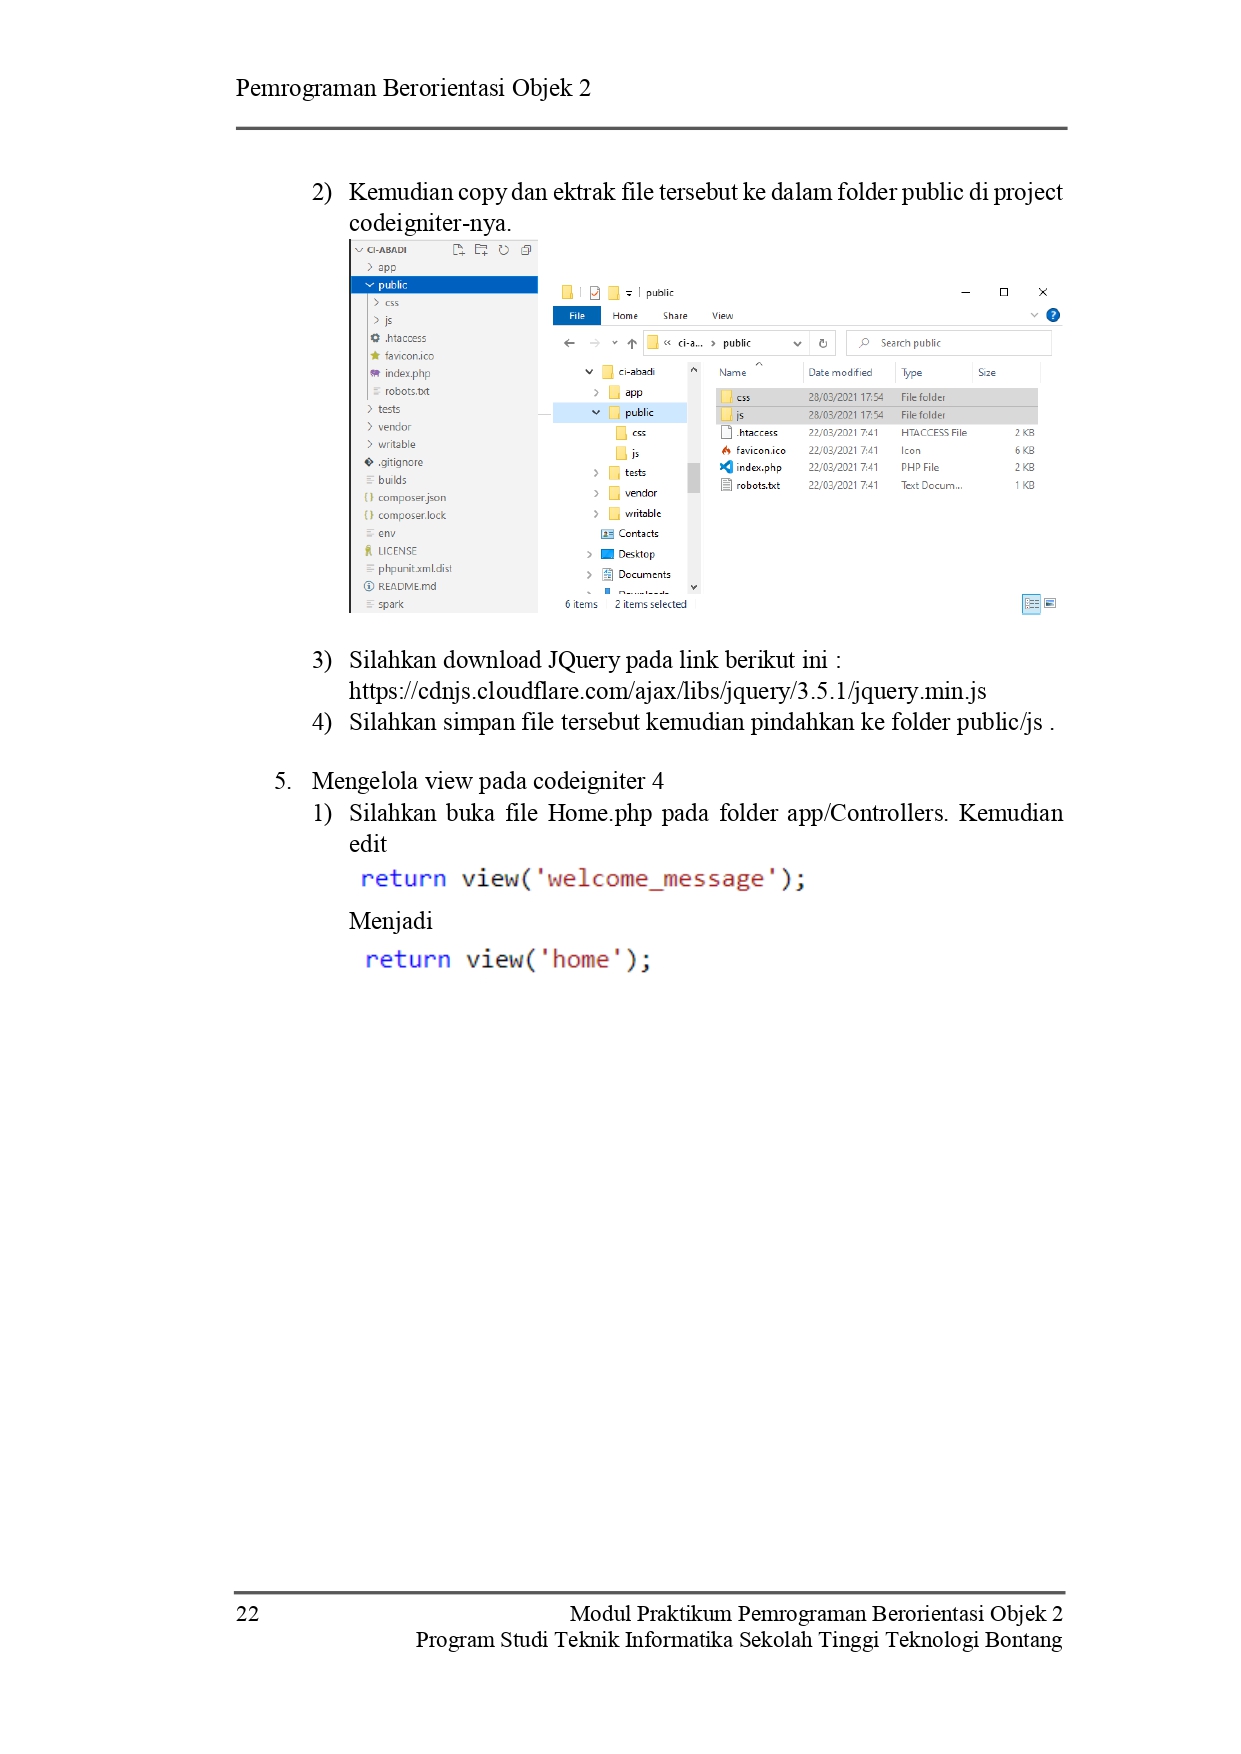 Pemrograman Berorientasi Objek 2
2) Kemudian copy dan ektrak file tersebut ke dalam folder public di project
codeigniter-nya.
CI-ABADI
app
public
css
js
.htaccess
favicon.ico
index.php
robots.txt
tests
vendor
writable
.gitignore
builds
composer.json
composer.lock
env
LICENSE
phpunit.xml.dist
README.md
spark
public
File Home Share View
« ci-a... > public Search public
ci-abadi
app
public
css
js
tests
vendor
writable
Contacts
Desktop
Documents
Name Date modified Type Size
css 28/03/2021 17:54 File folder
js 28/03/2021 17:54 File folder
.htaccess 22/03/2021 7:41 HTACCESS File 2 KB
favicon.ico 22/03/2021 7:41 Icon 6 KB
index.php 22/03/2021 7:41 PHP File 2 KB
robots.txt 22/03/2021 7:41 Text Docum... 1 KB
6 items 2 items selected
3) Silahkan download JQuery pada link berikut ini :
https://cdnjs.cloudflare.com/ajax/libs/jquery/3.5.1/jquery.min.js
4) Silahkan simpan file tersebut kemudian pindahkan ke folder public/js .
5. Mengelola view pada codeigniter 4
1) Silahkan buka file Home.php pada folder app/Controllers. Kemudian
edit
return view('welcome_message');
Menjadi
return view('home');
22 Modul Praktikum Pemrograman Berorientasi Objek 2
Program Studi Teknik Informatika Sekolah Tinggi Teknologi Bontang